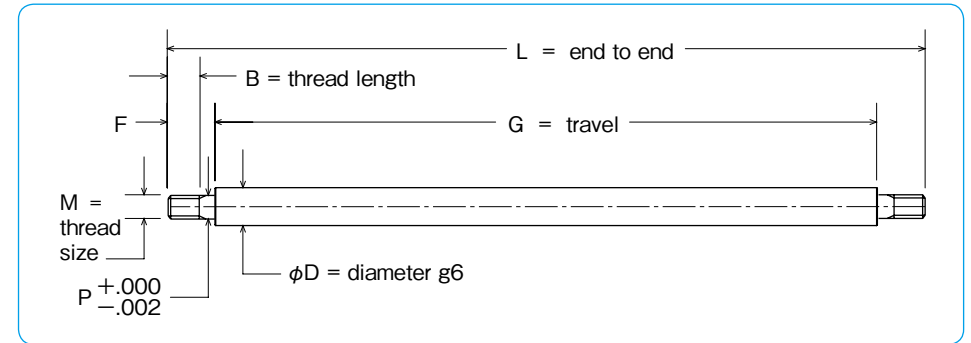 L = end to end
B = thread length
F
G = travel
M =
thread
size
φD = diameter g6
P +.000
−.002